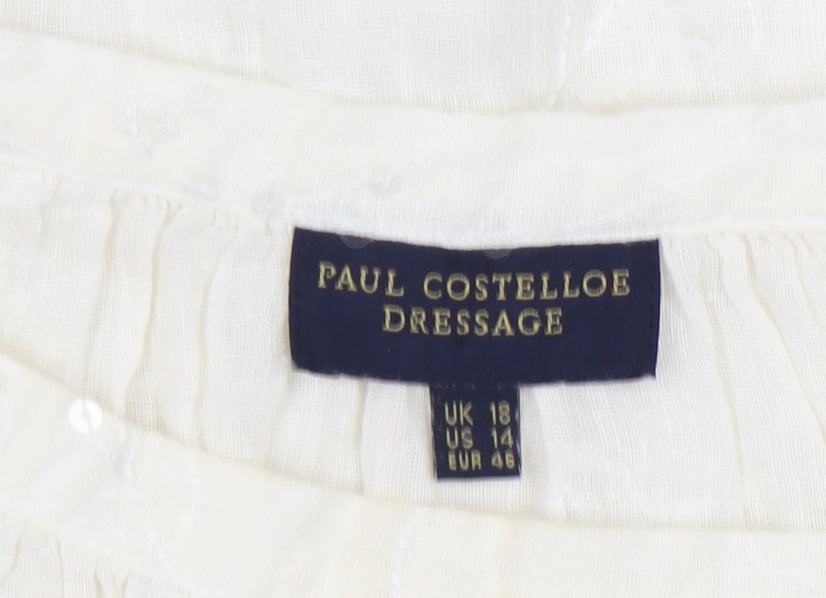 PAUL COSTELLOE
DRESSAGE
UK 18
US 14
EUR 46